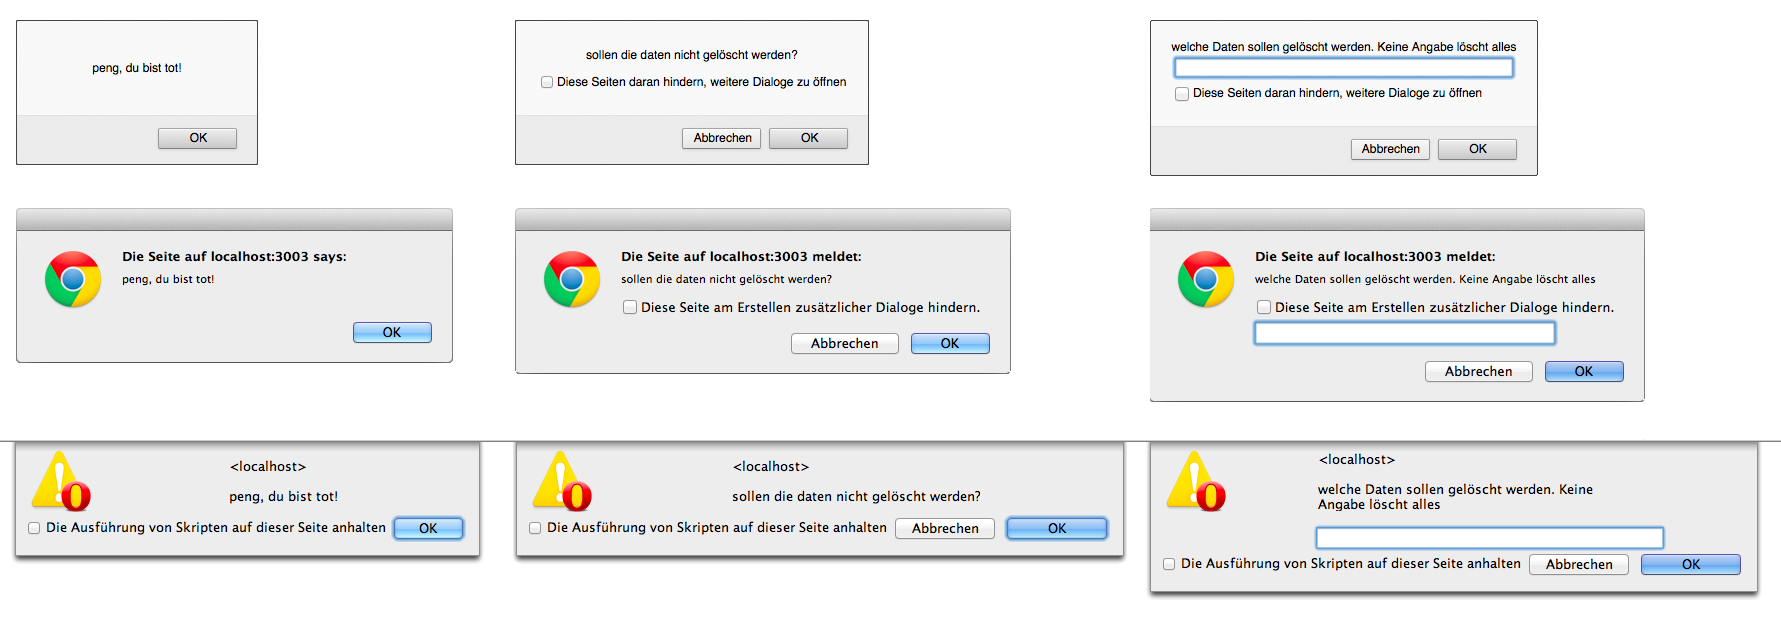 peng, du bist tot!
OK
sollen die daten nicht gelöscht werden?
Diese Seiten daran hindern, weitere Dialoge zu öffnen
Abbrechen OK
welche Daten sollen gelöscht werden. Keine Angabe löscht alles
Diese Seiten daran hindern, weitere Dialoge zu öffnen
Abbrechen OK
Die Seite auf localhost:3003 says:
peng, du bist tot!
OK
Die Seite auf localhost:3003 meldet:
sollen die daten nicht gelöscht werden?
Diese Seite am Erstellen zusätzlicher Dialoge hindern.
Abbrechen OK
Die Seite auf localhost:3003 meldet:
welche Daten sollen gelöscht werden. Keine Angabe löscht alles
Diese Seite am Erstellen zusätzlicher Dialoge hindern.
Abbrechen OK
<localhost>
peng, du bist tot!
Die Ausführung von Skripten auf dieser Seite anhalten OK
<localhost>
sollen die daten nicht gelöscht werden?
Die Ausführung von Skripten auf dieser Seite anhalten Abbrechen OK
<localhost>
welche Daten sollen gelöscht werden. Keine
Angabe löscht alles
Die Ausführung von Skripten auf dieser Seite anhalten Abbrechen OK